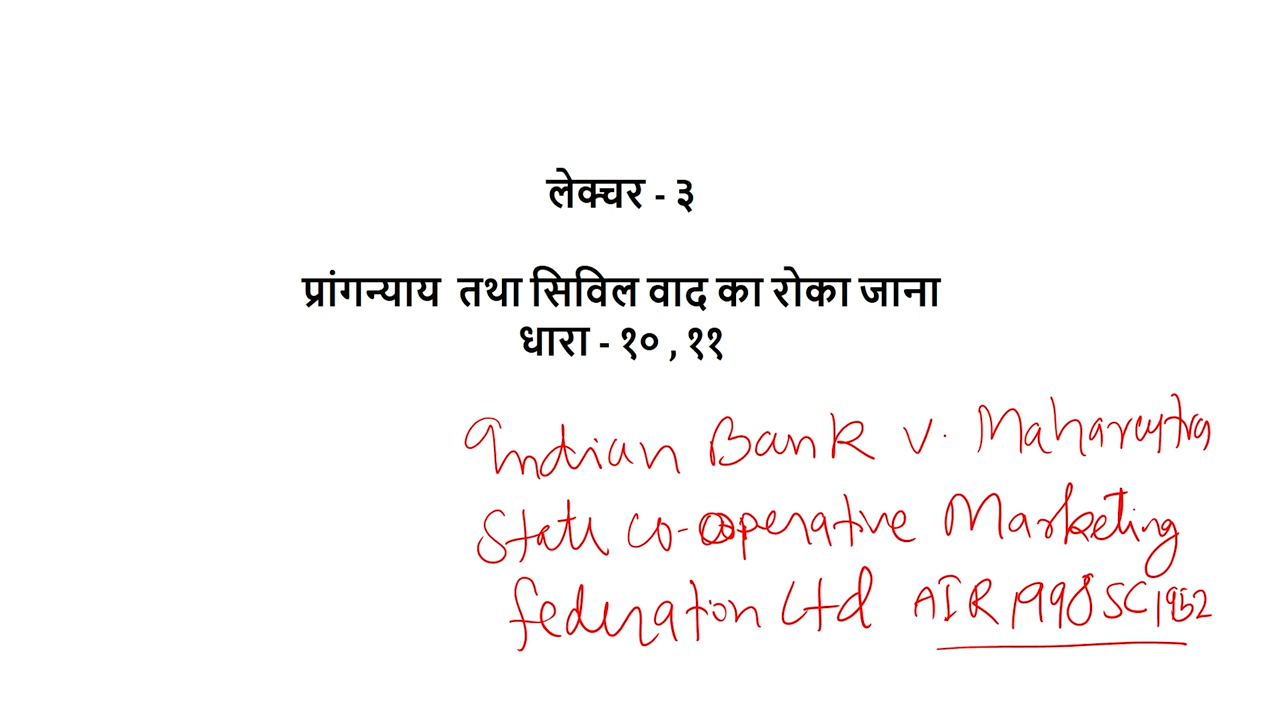 लेक्चर - ३
प्रांगन्याय तथा सिविल वाद का रोका जाना
धारा - १० , ११
Indian Bank v. Maharastra
State co-operative Marketing
federation Ltd AIR 1998 SC 1952